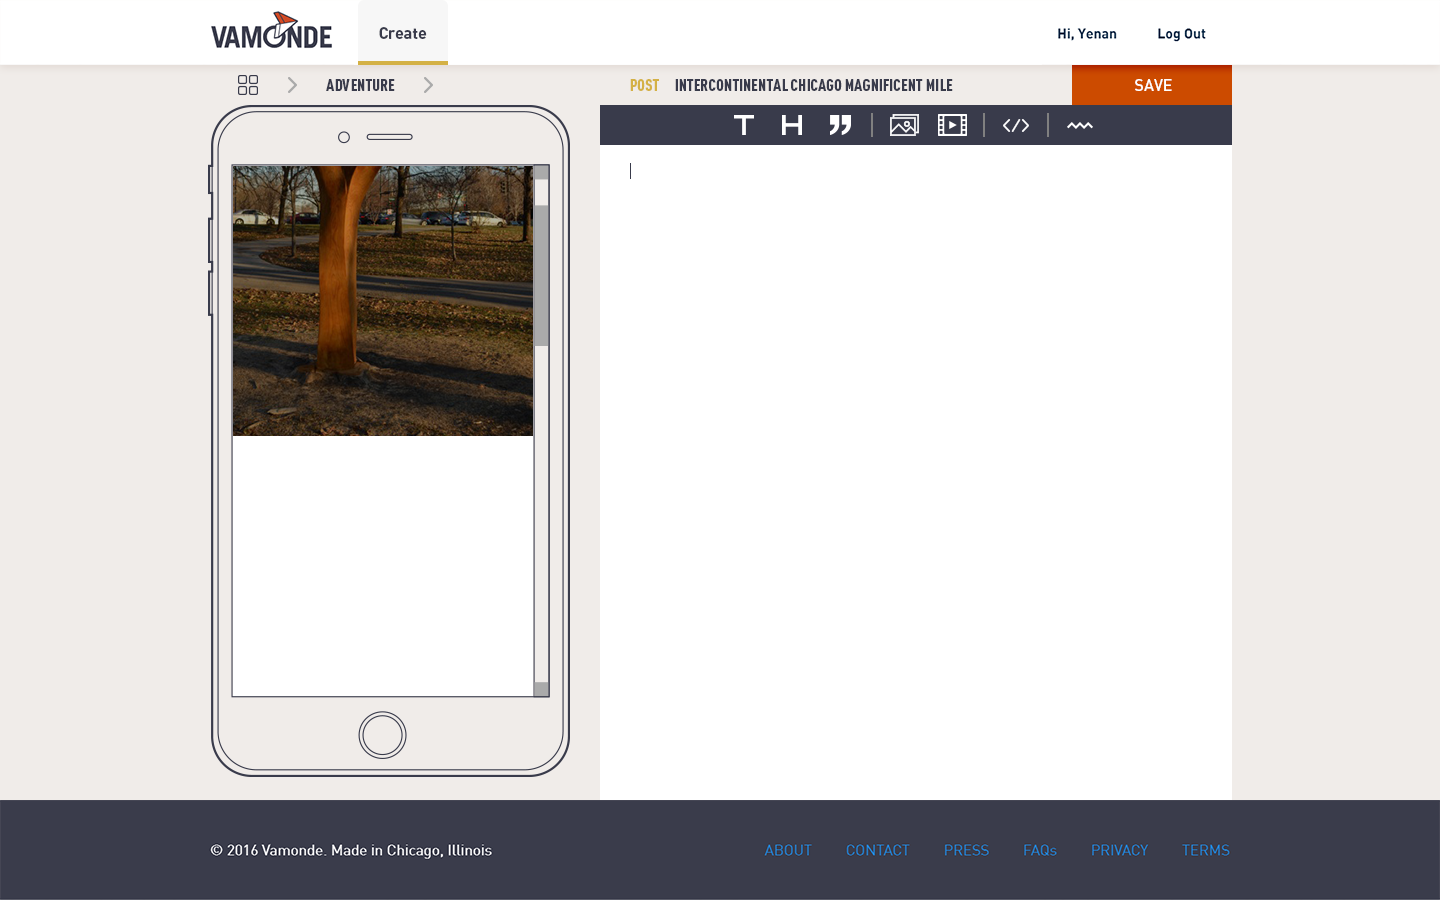 VAMONDE
Create
Hi, Yenan
Log Out
ADVENTURE
POST INTERCONTINENTAL CHICAGO MAGNIFICENT MILE
SAVE
T H
© 2016 Vamonde. Made in Chicago, Illinois
ABOUT CONTACT PRESS FAQs PRIVACY TERMS